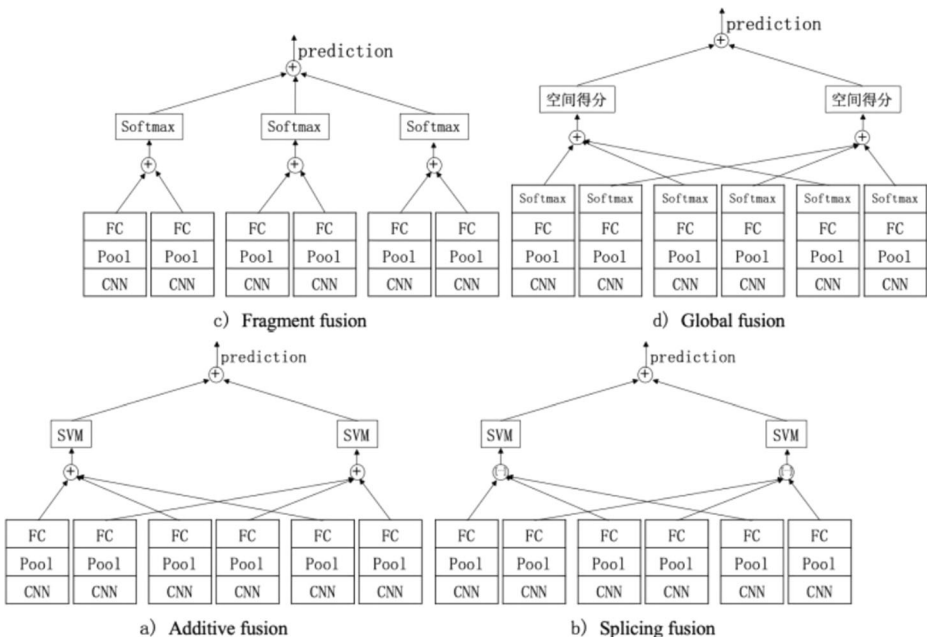 prediction
Softmax Softmax Softmax
FC FC FC FC FC FC
Pool Pool Pool Pool Pool Pool
CNN CNN CNN CNN CNN CNN
c) Fragment fusion
prediction
空间得分 空间得分
Softmax Softmax Softmax Softmax Softmax Softmax
FC FC FC FC FC FC
Pool Pool Pool Pool Pool Pool
CNN CNN CNN CNN CNN CNN
d) Global fusion
prediction
SVM SVM
FC FC FC FC FC FC
Pool Pool Pool Pool Pool Pool
CNN CNN CNN CNN CNN CNN
a) Additive fusion
prediction
SVM SVM
FC FC FC FC FC FC
Pool Pool Pool Pool Pool Pool
CNN CNN CNN CNN CNN CNN
b) Splicing fusion